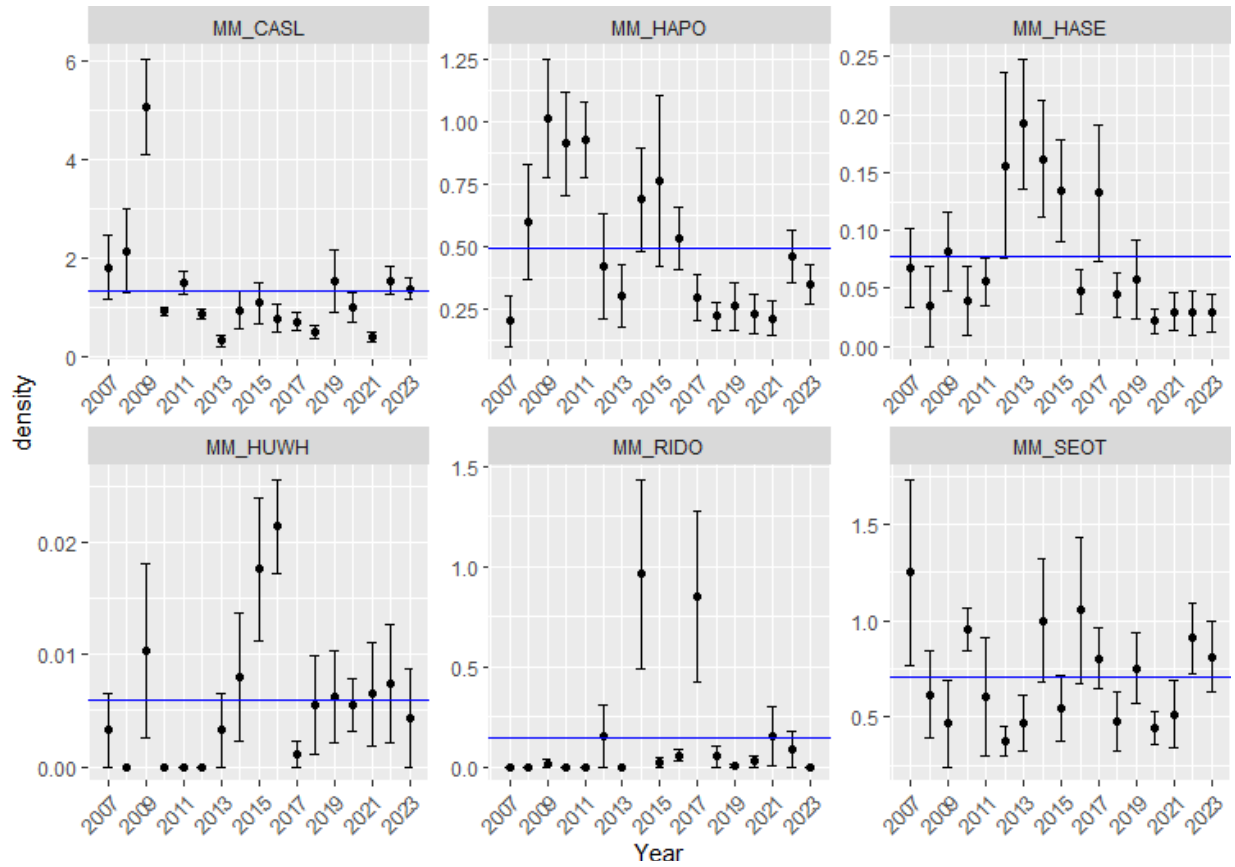 MM_CASL MM_HAPO MM_HASE
6 1.25 0.25
1.00 0.20
4 0.75 0.15
2 0.50 0.10
0.25 0.05
0 0.00
2007 2009 2011 2013 2015 2017 2019 2021 2023 2007 2009 2011 2013 2015 2017 2019 2021 2023 2007 2009 2011 2013 2015 2017 2019 2021 2023
density
MM_HUWH MM_RIDO MM_SEOT
1.5
0.02 1.5
1.0
0.01 1.0
0.5
0.5
0.00 0.0
2007 2009 2011 2013 2015 2017 2019 2021 2023 2007 2009 2011 2013 2015 2017 2019 2021 2023 2007 2009 2011 2013 2015 2017 2019 2021 2023
Year